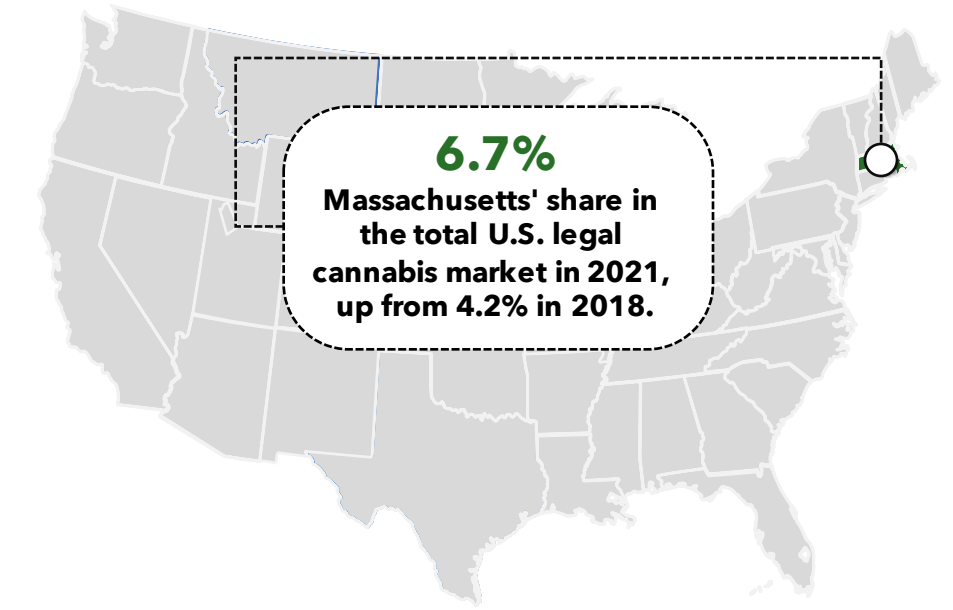 6.7%
Massachusetts' share in
the total U.S. legal
cannabis market in 2021,
up from 4.2% in 2018.